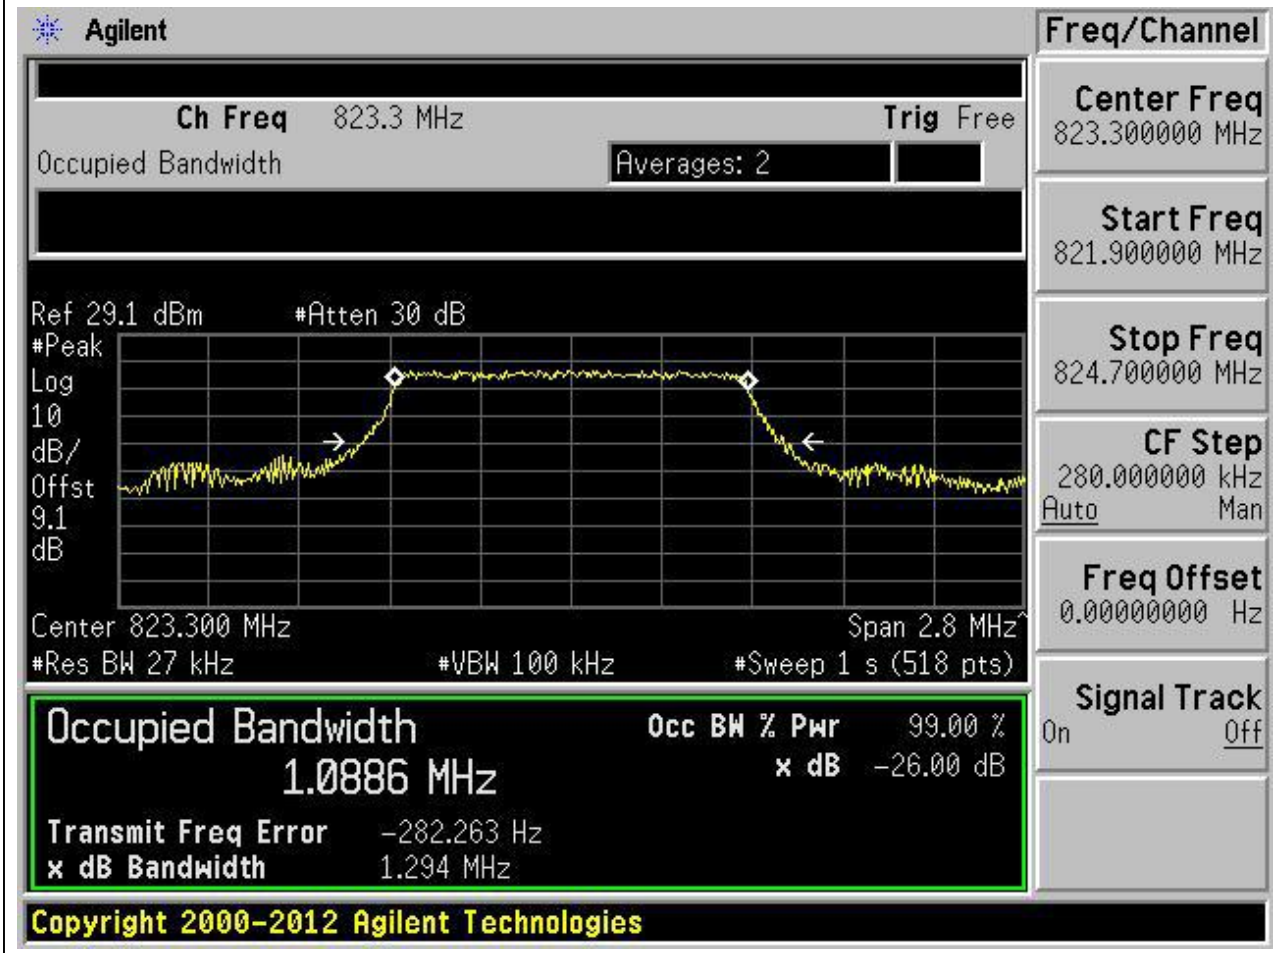 Agilent
Freq/Channel
Ch Freq 823.3 MHz Trig Free
Occupied Bandwidth Averages: 2
Center Freq
823.300000 MHz
Start Freq
821.900000 MHz
Stop Freq
824.700000 MHz
CF Step
280.000000 kHz
Auto Man
Freq Offset
0.00000000 Hz
Signal Track
On Off
Ref 29.1 dBm #Atten 30 dB
#Peak
Log
10
dB/
Offst
9.1
dB
Center 823.300 MHz Span 2.8 MHz^
#Res BW 27 kHz #VBW 100 kHz #Sweep 1 s (518 pts)
Occupied Bandwidth Occ BW % Pwr 99.00 %
1.0886 MHz x dB -26.00 dB
Transmit Freq Error -282.263 Hz
x dB Bandwidth 1.294 MHz
Copyright 2000-2012 Agilent Technologies